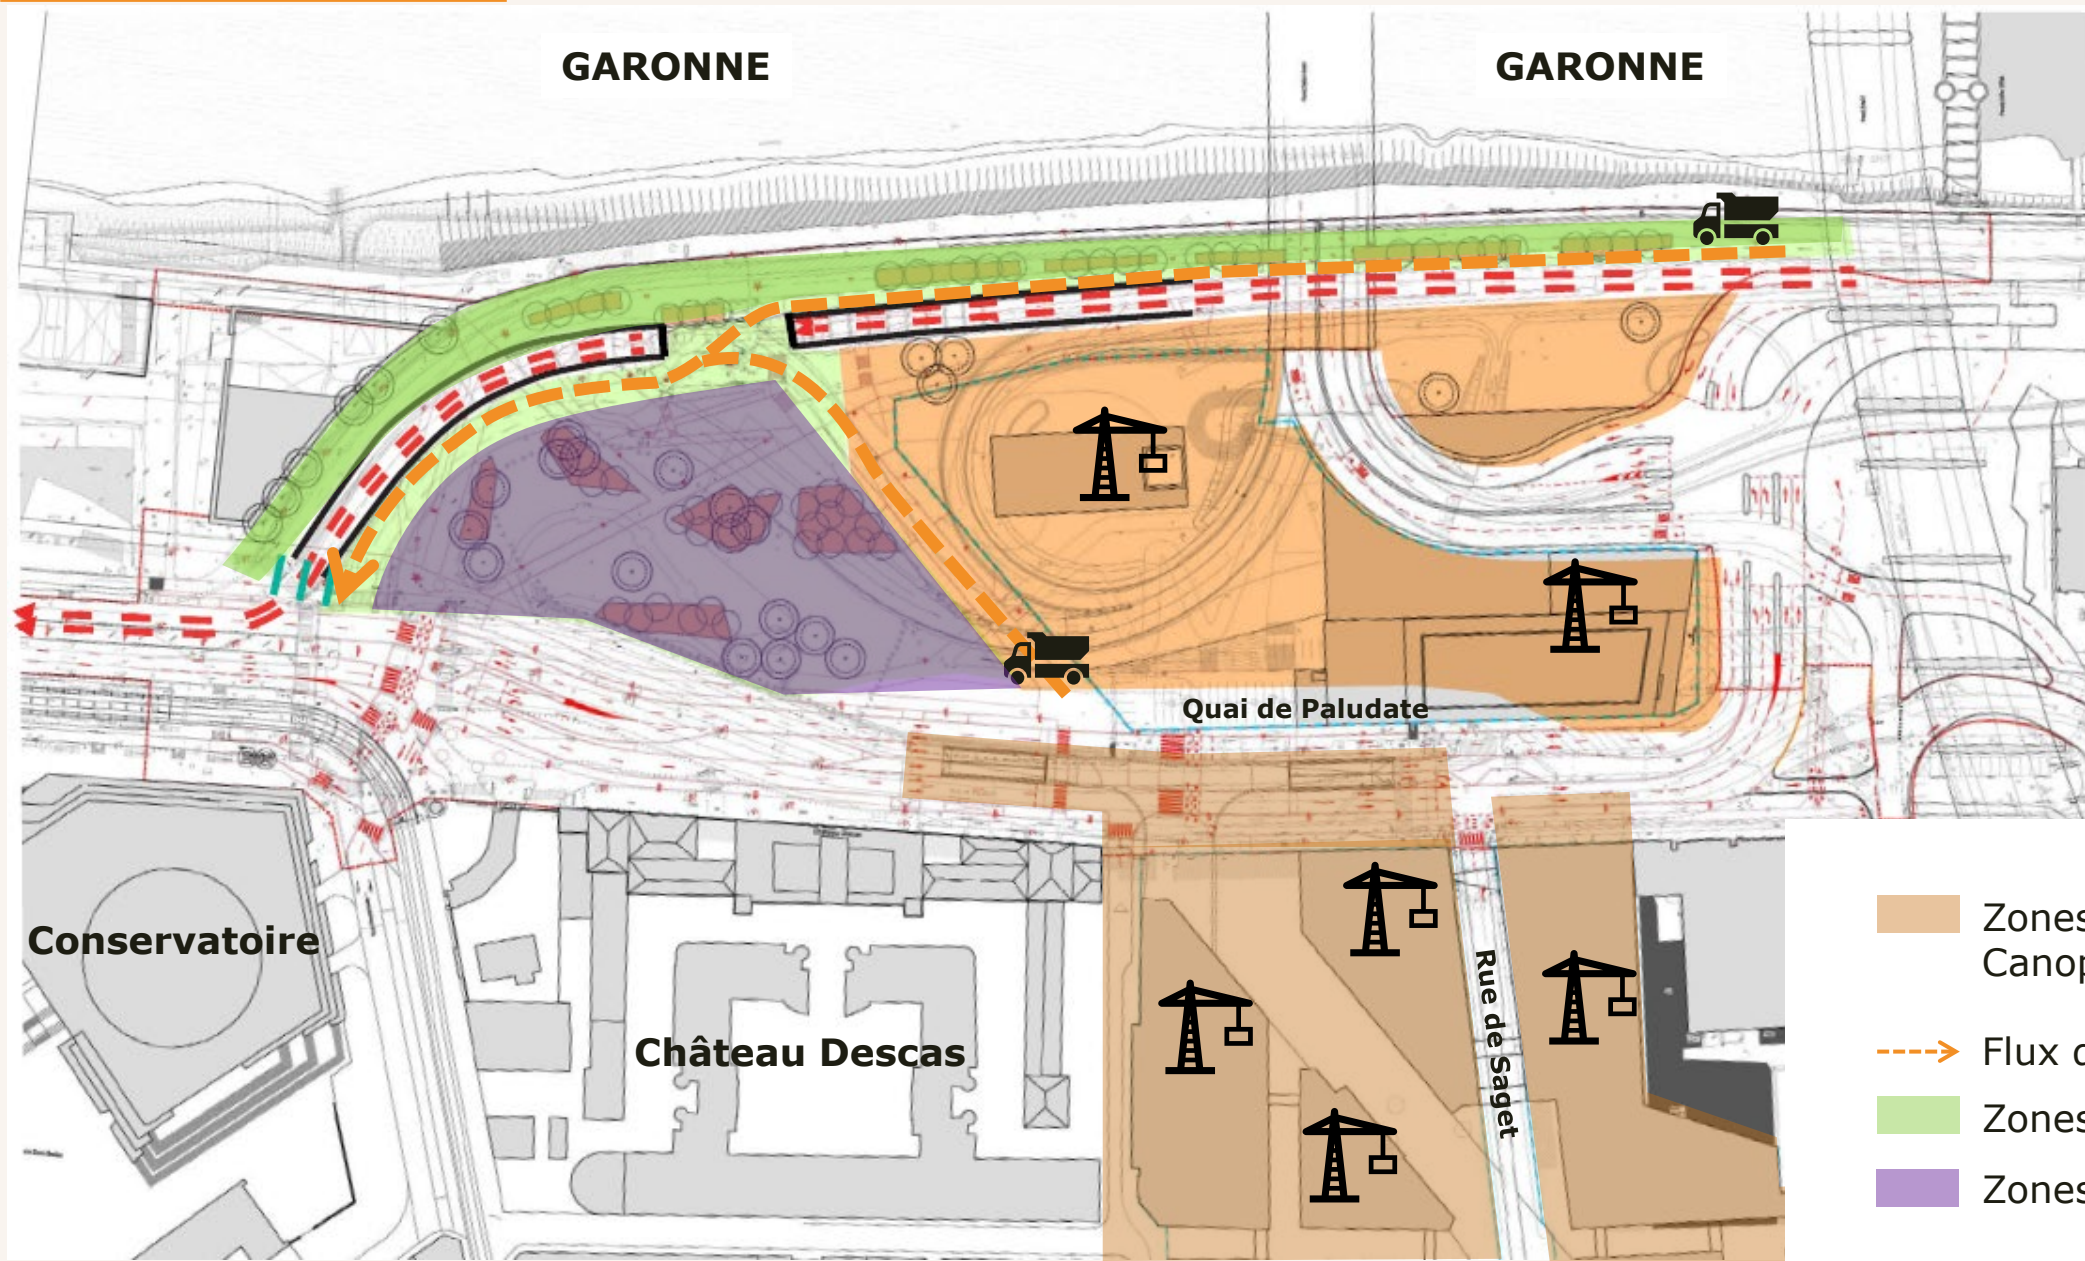 GARONNE
GARONNE
Quai de Paludate
Conservatoire
Château Descas
Rue de Saget
Zones
Canop
Flux
Zones
Zones